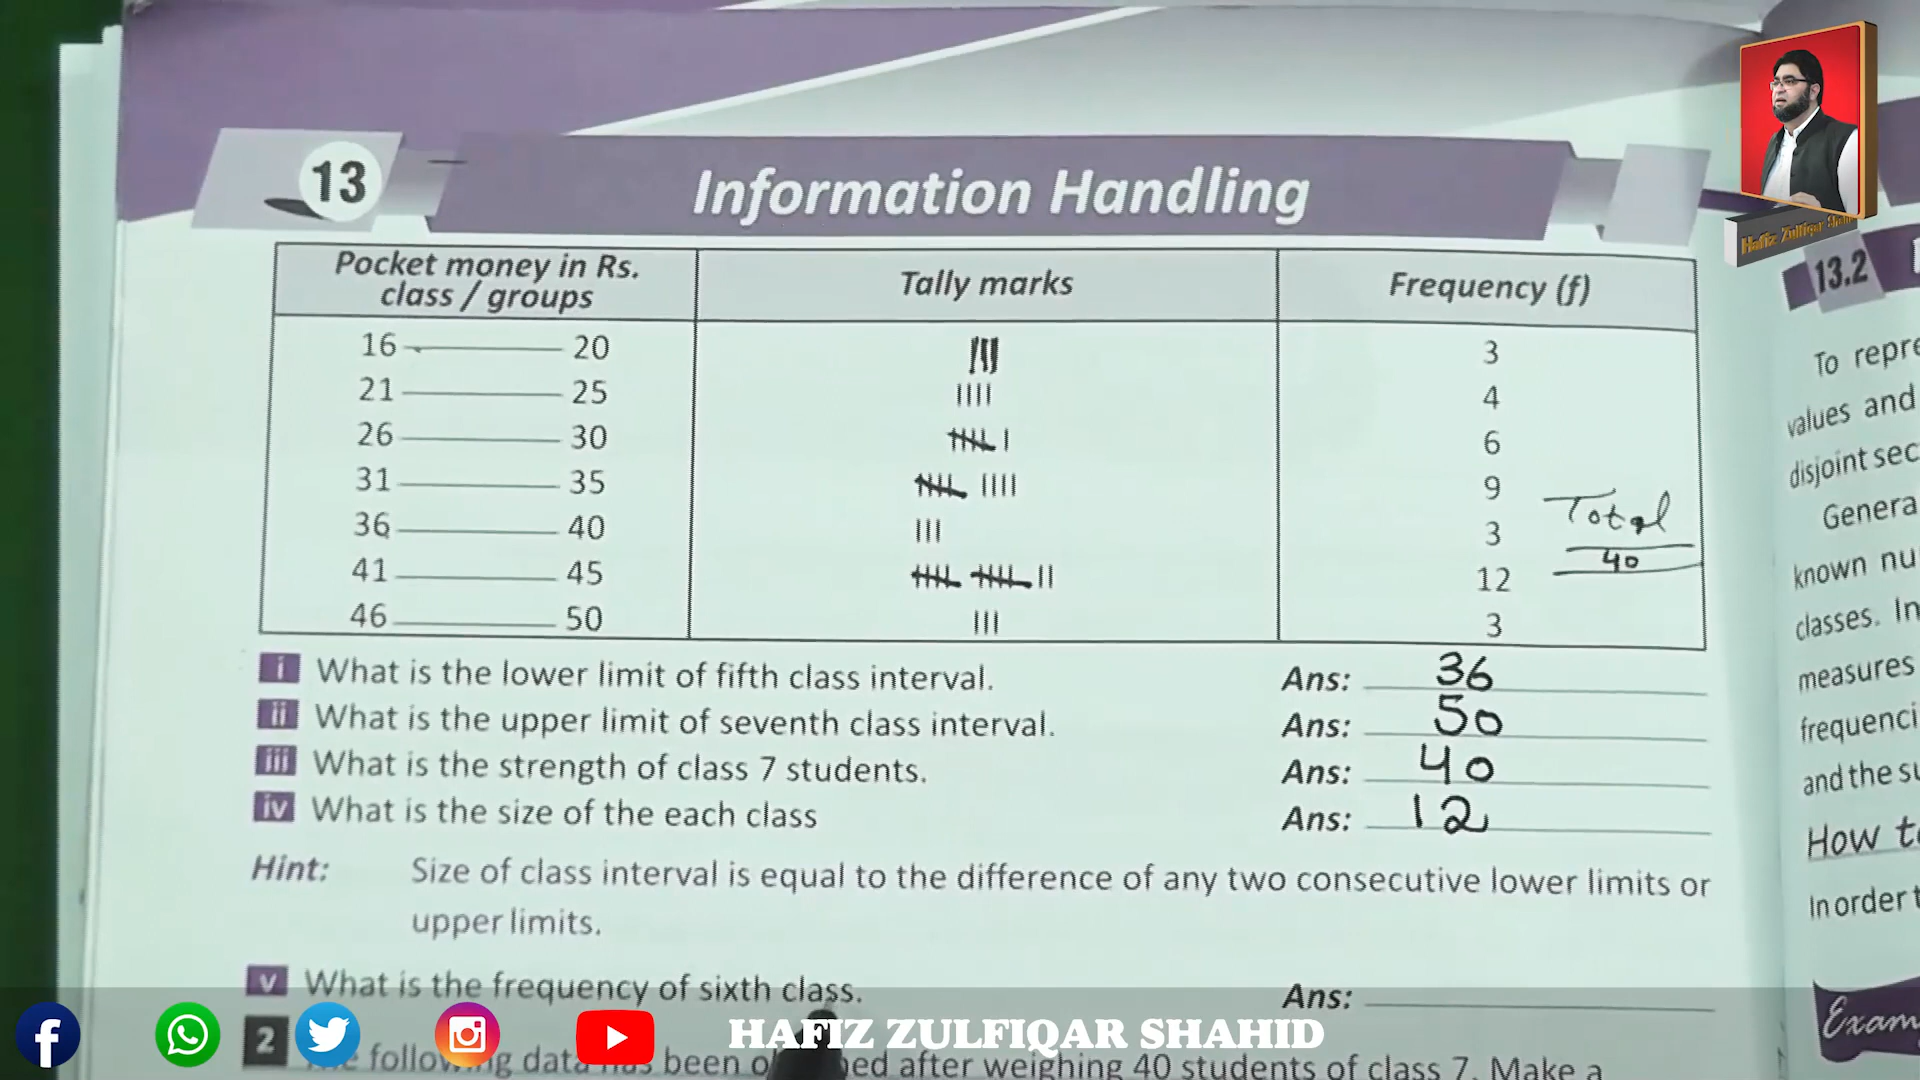 13
Information Handling
Pocket money in Rs. class / groups
Tally marks
Frequency (f)
16 20 3
21 25 4
26 30 6
31 35 9
36 40 3
41 45 12
46 50 3
Total
40
i What is the lower limit of fifth class interval. Ans: 36
ii What is the upper limit of seventh class interval. Ans: 50
iii What is the strength of class 7 students. Ans: 40
iv What is the size of the each class Ans: 12
Hint: Size of class interval is equal to the difference of any two consecutive lower limits or
upper limits.
v What is the frequency of sixth class. Ans:
2 following data been after weighing 40 students of class 7. Make a
HAFIZ ZULFIQAR SHAHID
Hafiz Zulfiqar
13.2
To
values and
disjoint
known
classes. In
measures
and the
How
In order